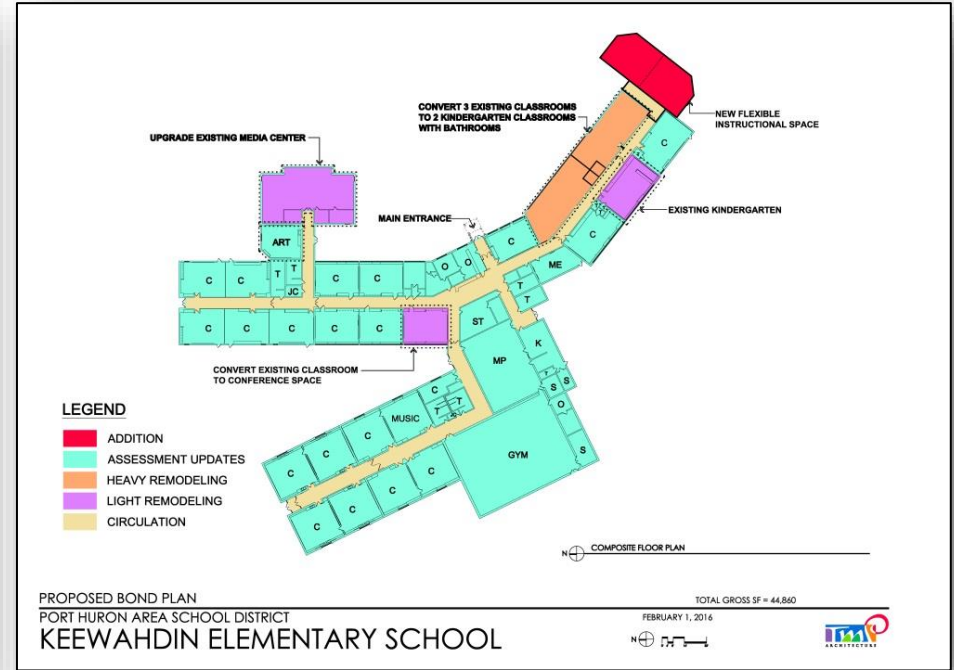 CONVERT 3 EXISTING CLASSROOMS
TO 2 KINDERGARTEN CLASSROOMS
WITH BATHROOMS
NEW FLEXIBLE
INSTRUCTIONAL SPACE
UPGRADE EXISTING MEDIA CENTER
C
EXISTING KINDERGARTEN
MAIN ENTRANCE
ART
C
C
O
O
ME
T
T
JC
C
C
C
C
T
T
C
C
C
C
C
ST
K
MP
CONVERT EXISTING CLASSROOM
TO CONFERENCE SPACE
C
T
T
MUSIC
S
S
O
C
C
C
GYM
S
C
C
C
C
LEGEND
ADDITION
ASSESSMENT UPDATES
HEAVY REMODELING
LIGHT REMODELING
CIRCULATION
N
COMPOSITE FLOOR PLAN
PROPOSED BOND PLAN
TOTAL GROSS SF = 44,860
PORT HURON AREA SCHOOL DISTRICT
FEBRUARY 1, 2016
KEEWAHDIN ELEMENTARY SCHOOL
N
TMP
ARCHITECTURE